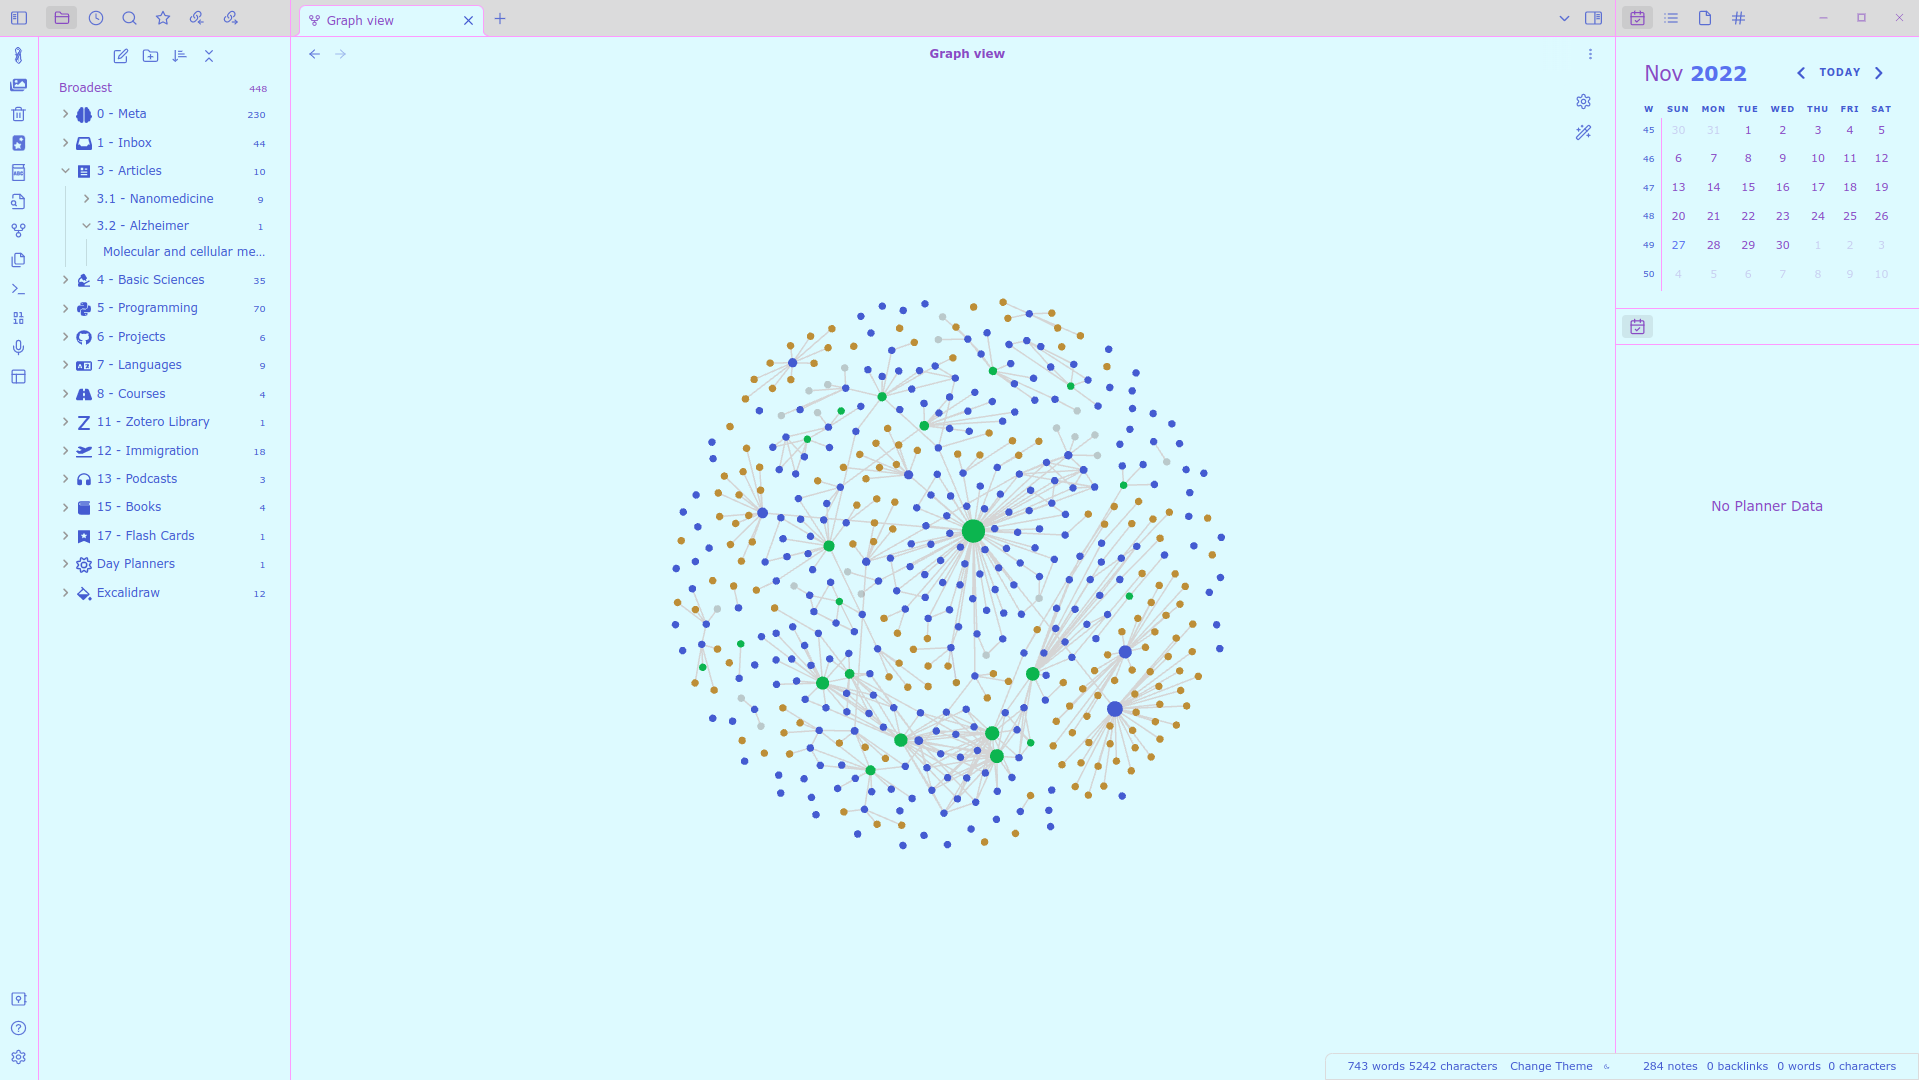 Graph view
Graph view
Broadest 448
0 - Meta 230
1 - Inbox 44
3 - Articles 10
3.1 - Nanomedicine 9
3.2 - Alzheimer 1
Molecular and cellular me...
4 - Basic Sciences 35
5 - Programming 70
6 - Projects 6
7 - Languages 9
8 - Courses 4
11 - Zotero Library 1
12 - Immigration 18
13 - Podcasts 3
15 - Books 4
17 - Flash Cards 1
Day Planners 1
Excalidraw 12
Nov 2022 TODAY
W SUN MON TUE WED THU FRI SAT
45 30 31 1 2 3 4 5
46 6 7 8 9 10 11 12
47 13 14 15 16 17 18 19
48 20 21 22 23 24 25 26
49 27 28 29 30 1 2 3
50 4 5 6 7 8 9 10
No Planner Data
743 words 5242 characters Change Theme 284 notes 0 backlinks 0 words 0 characters